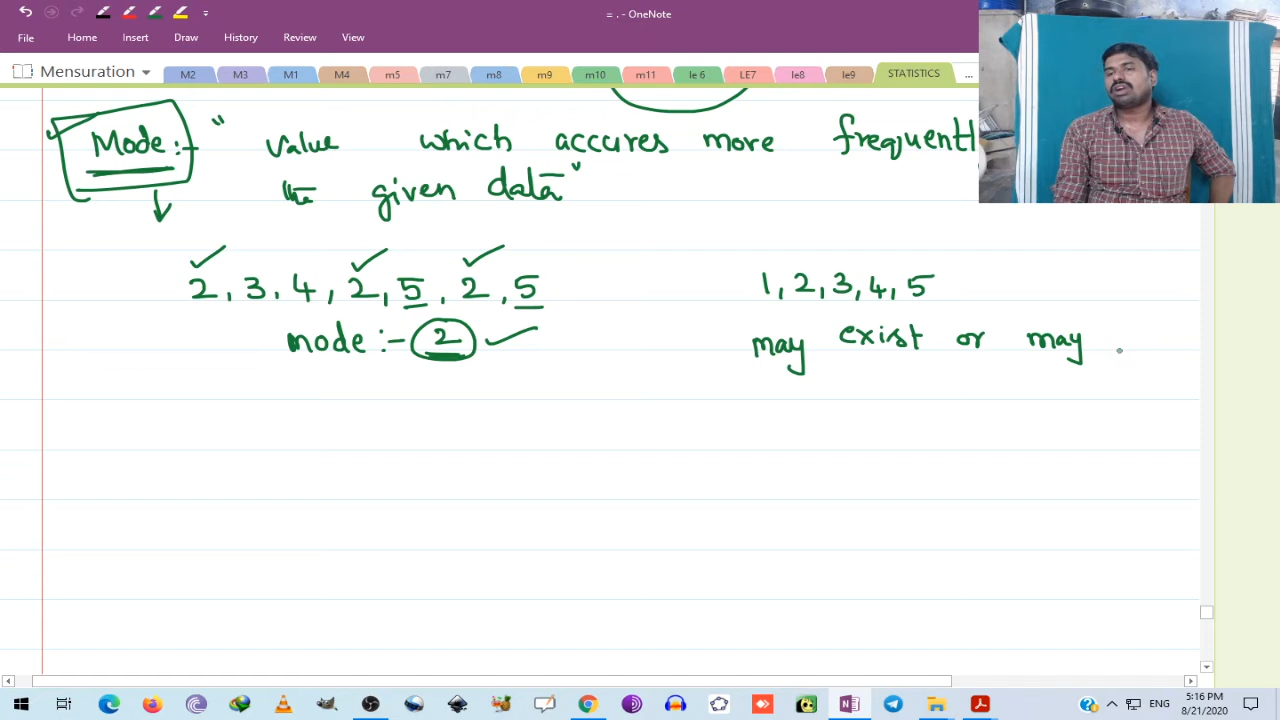 = . - OneNote
File Home Insert Draw History Review View
Mensuration M2 M3 M1 M4 m5 m7 m8 m9 m10 m11 le 6 LE7 le8 le9 STATISTICS ...
Mode :- " value which accures more frequentl
the given data"
2, 3, 4, 2, 5, 2, 5
1, 2, 3, 4, 5
mode :- 2
may exist or may
5:16 PM
ENG
8/21/2020